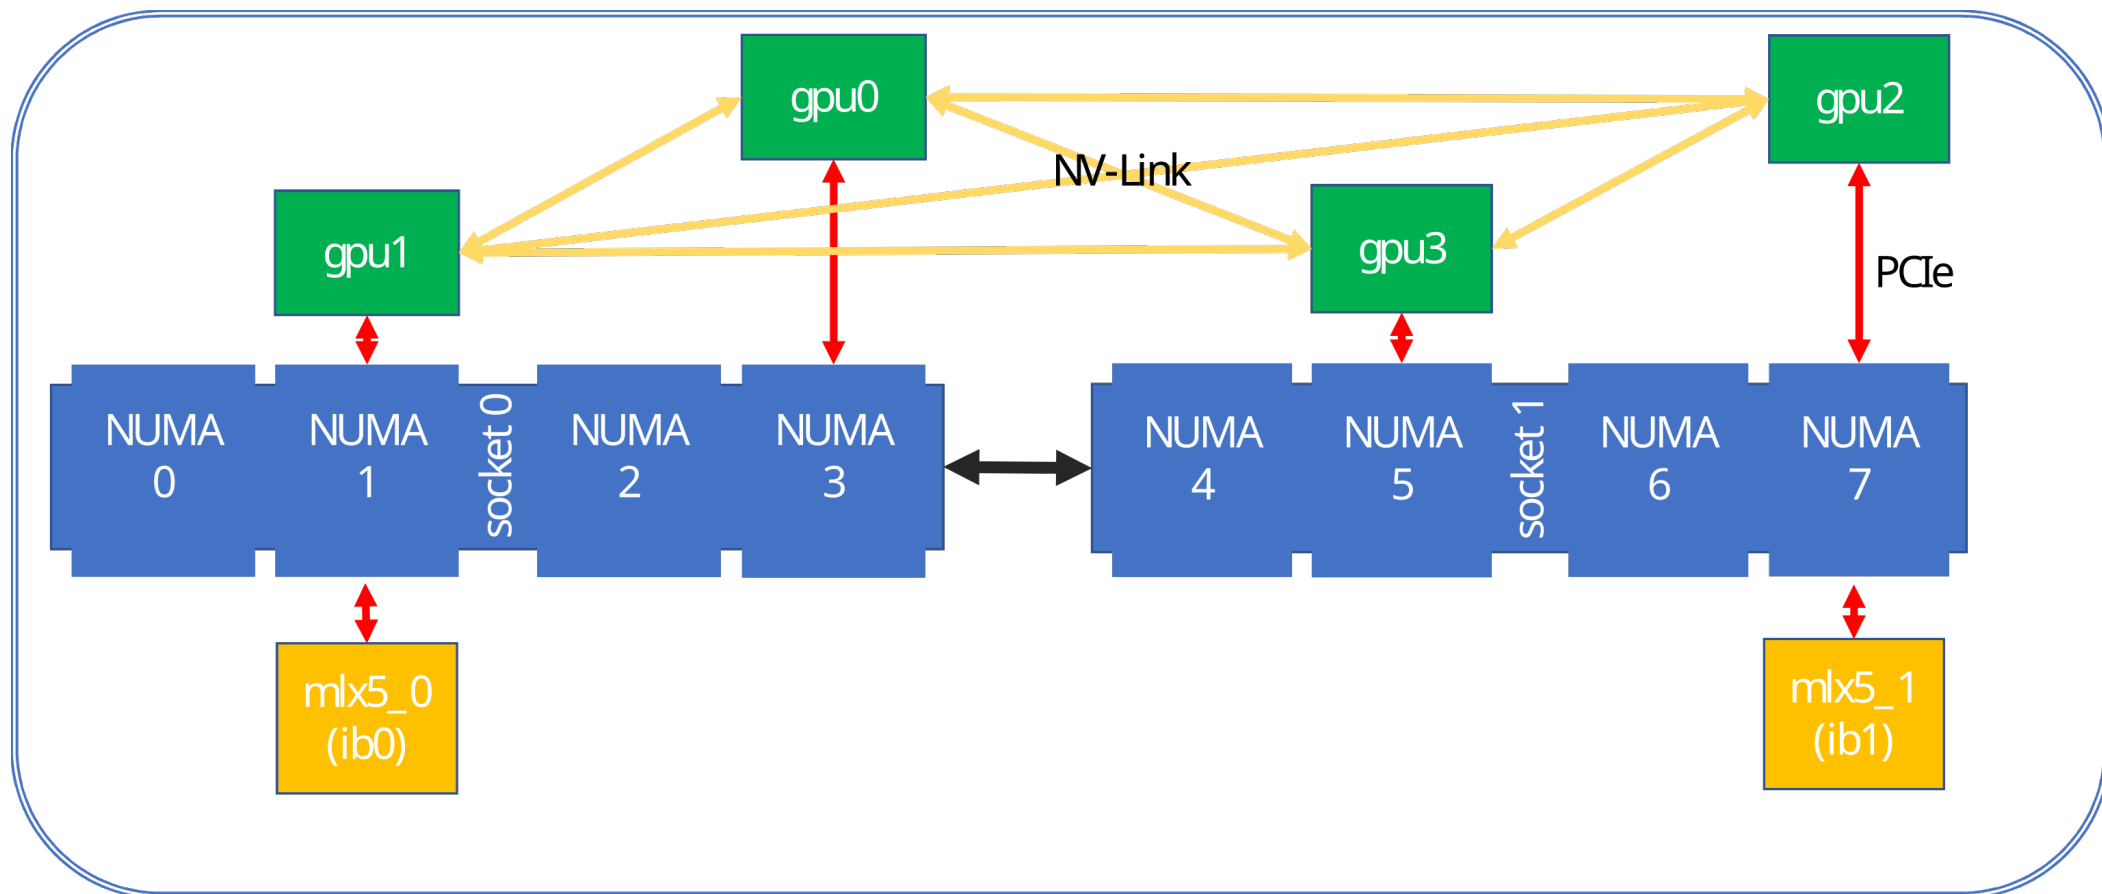 gpu0
gpu2
NV-Link
gpu1
gpu3
PCIe
NUMA
0
NUMA
1
socket 0
NUMA
2
NUMA
3
NUMA
4
NUMA
5
socket 1
NUMA
6
NUMA
7
mlx5_0
(ib0)
mlx5_1
(ib1)